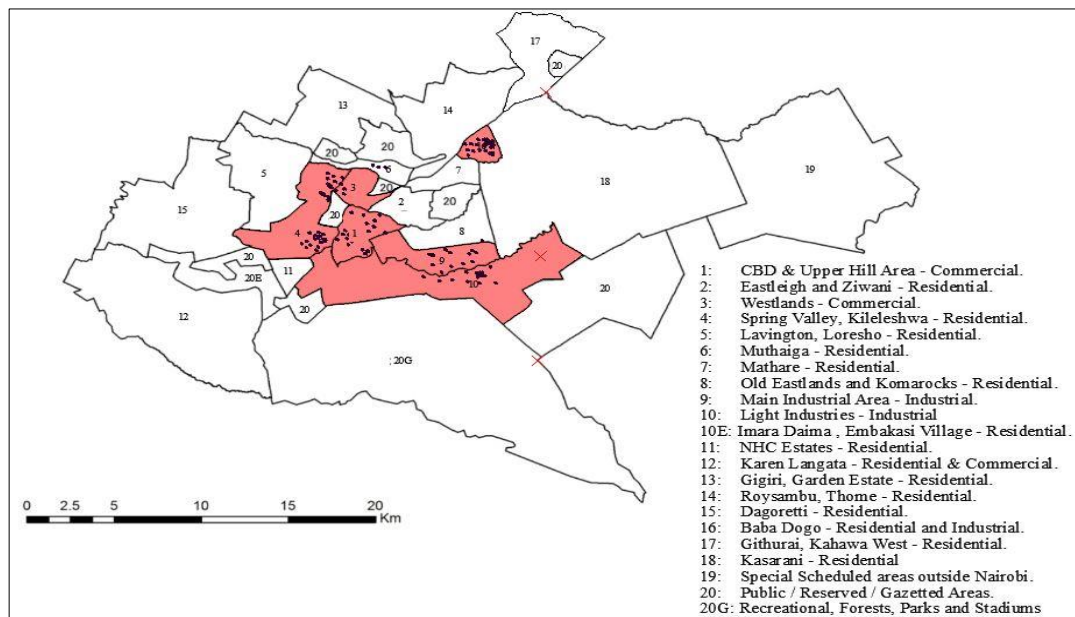 17
20
13
14
20
20
6
7
5
3
20
2
20
18
19
15
20
4
1
8
9
20
20E
11
10
20
20
12
; 20G
1: CBD & Upper Hill Area - Commercial.
2: Eastleigh and Ziwani - Residential.
3: Westlands - Commercial.
4: Spring Valley, Kileleshwa - Residential.
5: Lavington, Loresho - Residential.
6: Muthaiga - Residential.
7: Mathare - Residential.
8: Old Eastlands and Komarocks - Residential.
9: Main Industrial Area - Industrial.
10: Light Industries - Industrial
10E: Imara Daima , Embakasi Village - Residential.
11: NHC Estates - Residential.
12: Karen Langata - Residential & Commercial.
13: Gigiri, Garden Estate - Residential.
14: Roysambu, Thome - Residential.
15: Dagoretti - Residential.
16: Baba Dogo - Residential and Industrial.
17: Githurai, Kahawa West - Residential.
18: Kasarani - Residential
19: Special Scheduled areas outside Nairobi.
20: Public / Reserved / Gazetted Areas.
20G: Recreational, Forests, Parks and Stadiums
0 2.5 5 10 15 20
Km